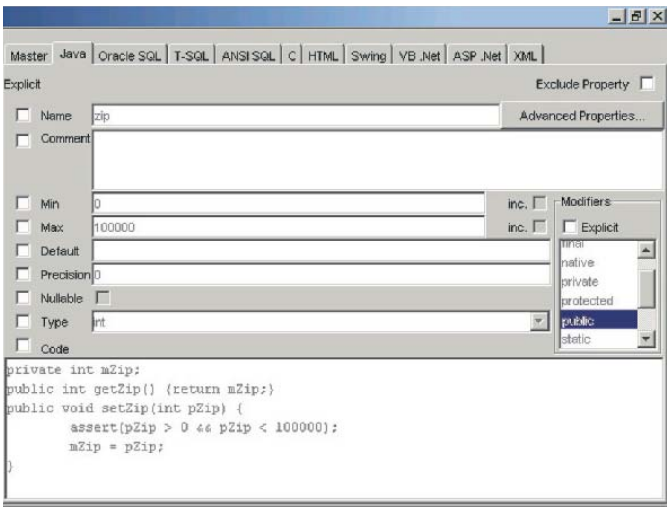 Master Java Oracle SQL T-SQL ANSI SQL C HTML Swing VB .Net ASP .Net XML
Explicit Exclude Property
Name zip Advanced Properties...
Comment
Min 0 inc. Modifiers
Max 100000 inc. Explicit
final
Default
native
private
Precision 0
protected
Nullable
public
Type int
static
Code
private int mZip;
public int getZip() {return mZip;}
public void setZip(int pZip) {
assert(pZip > 0 && pZip < 100000);
mZip = pZip;
}